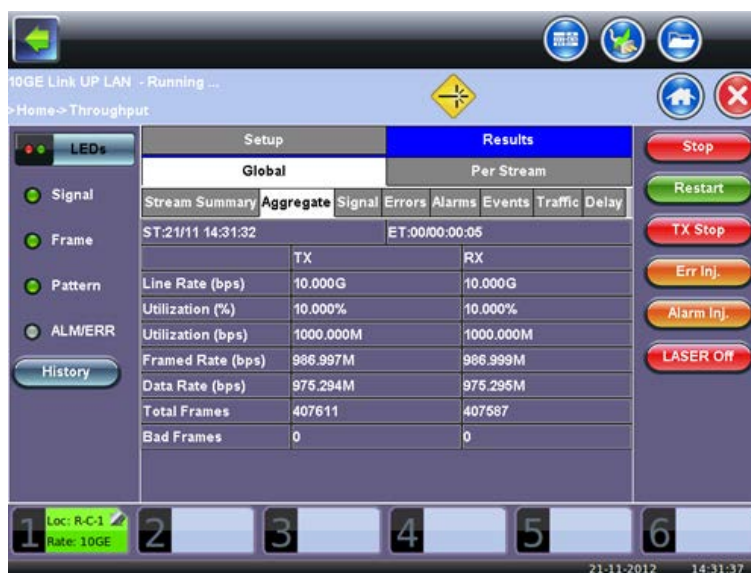 10GE Link UP LAN - Running ...
>Home->Throughput
LEDs
Setup
Results
Stop
Global
Per Stream
Signal
Stream Summary
Aggregate
Signal
Errors
Alarms
Events
Traffic
Delay
Restart
Frame
ST:21/11 14:31:32
ET:00/00:00:05
TX Stop
TX
RX
Pattern
Line Rate (bps)
10.000G
10.000G
Err Inj.
Utilization (%)
10.000%
10.000%
Alarm Inj.
ALM/ERR
Utilization (bps)
1000.000M
1000.000M
History
Framed Rate (bps)
986.997M
986.999M
LASER Off
Data Rate (bps)
975.294M
975.295M
Total Frames
407611
407587
Bad Frames
0
0
1
Loc: R-C-1
Rate: 10GE
2
3
4
5
6
21-11-2012 14:31:37